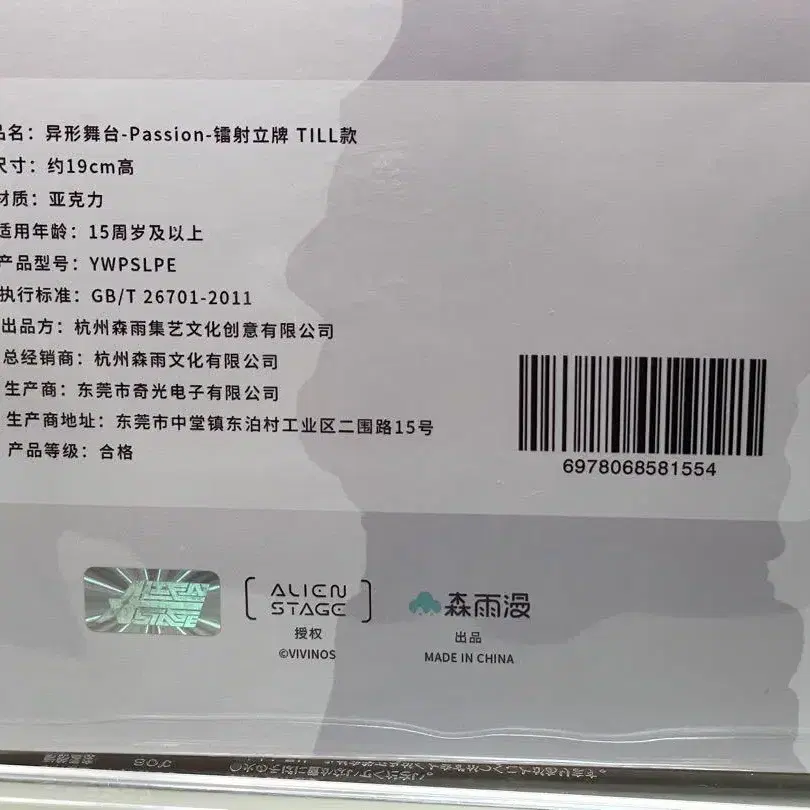 品名：异形舞台-Passion-镭射立牌 TILL款
尺寸：约19cm高
材质：亚克力
适用年龄：15周岁及以上
产品型号：YWPSLPE
执行标准：GB/T 26701-2011
出品方：杭州森雨集艺文化创意有限公司
总经销商：杭州森雨文化有限公司
生产商：东莞市奇光电子有限公司
生产商地址：东莞市中堂镇东泊村工业区二围路15号
产品等级：合格
6978068581554
ALIEN STAGE
ALIEN
STAGE
授权
©VIVINOS
森雨漫
出品
MADE IN CHINA